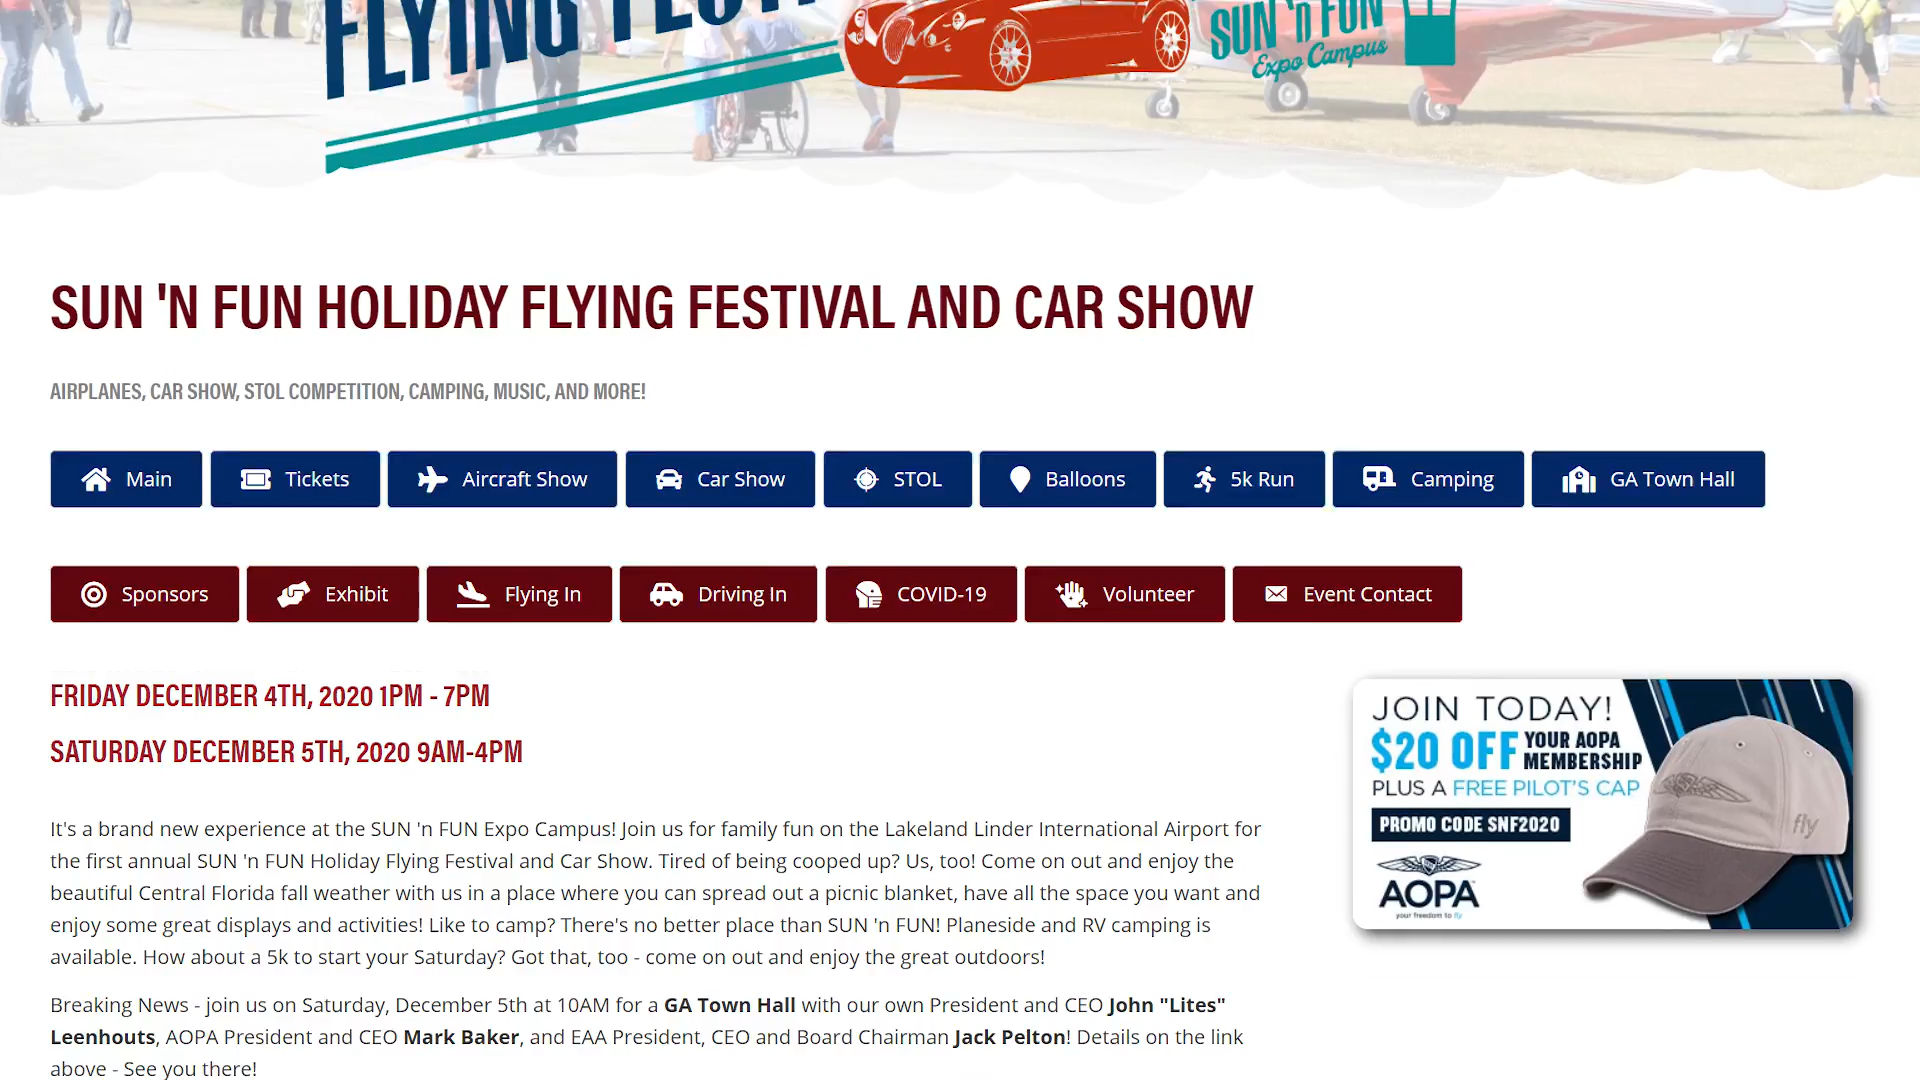 FLYING
SUN 'n FUN
Expo Campus
SUN 'N FUN HOLIDAY FLYING FESTIVAL AND CAR SHOW
AIRPLANES, CAR SHOW, STOL COMPETITION, CAMPING, MUSIC, AND MORE!
Main Tickets Aircraft Show Car Show STOL Balloons 5k Run Camping GA Town Hall
Sponsors Exhibit Flying In Driving In COVID-19 Volunteer Event Contact
FRIDAY DECEMBER 4TH, 2020 1PM - 7PM
SATURDAY DECEMBER 5TH, 2020 9AM-4PM
It's a brand new experience at the SUN 'n FUN Expo Campus! Join us for family fun on the Lakeland Linder International Airport for
the first annual SUN 'n FUN Holiday Flying Festival and Car Show. Tired of being cooped up? Us, too! Come on out and enjoy the
beautiful Central Florida fall weather with us in a place where you can spread out a picnic blanket, have all the space you want and
enjoy some great displays and activities! Like to camp? There's no better place than SUN 'n FUN! Planeside and RV camping is
available. How about a 5k to start your Saturday? Got that, too - come on out and enjoy the great outdoors!
Breaking News - join us on Saturday, December 5th at 10AM for a GA Town Hall with our own President and CEO John "Lites"
Leenhouts, AOPA President and CEO Mark Baker, and EAA President, CEO and Board Chairman Jack Pelton! Details on the link
above - See you there!
JOIN TODAY!
$20 OFF YOUR AOPA
MEMBERSHIP
PLUS A FREE PILOT'S CAP
PROMO CODE SNF2020
AOPA
your freedom to fly
fly